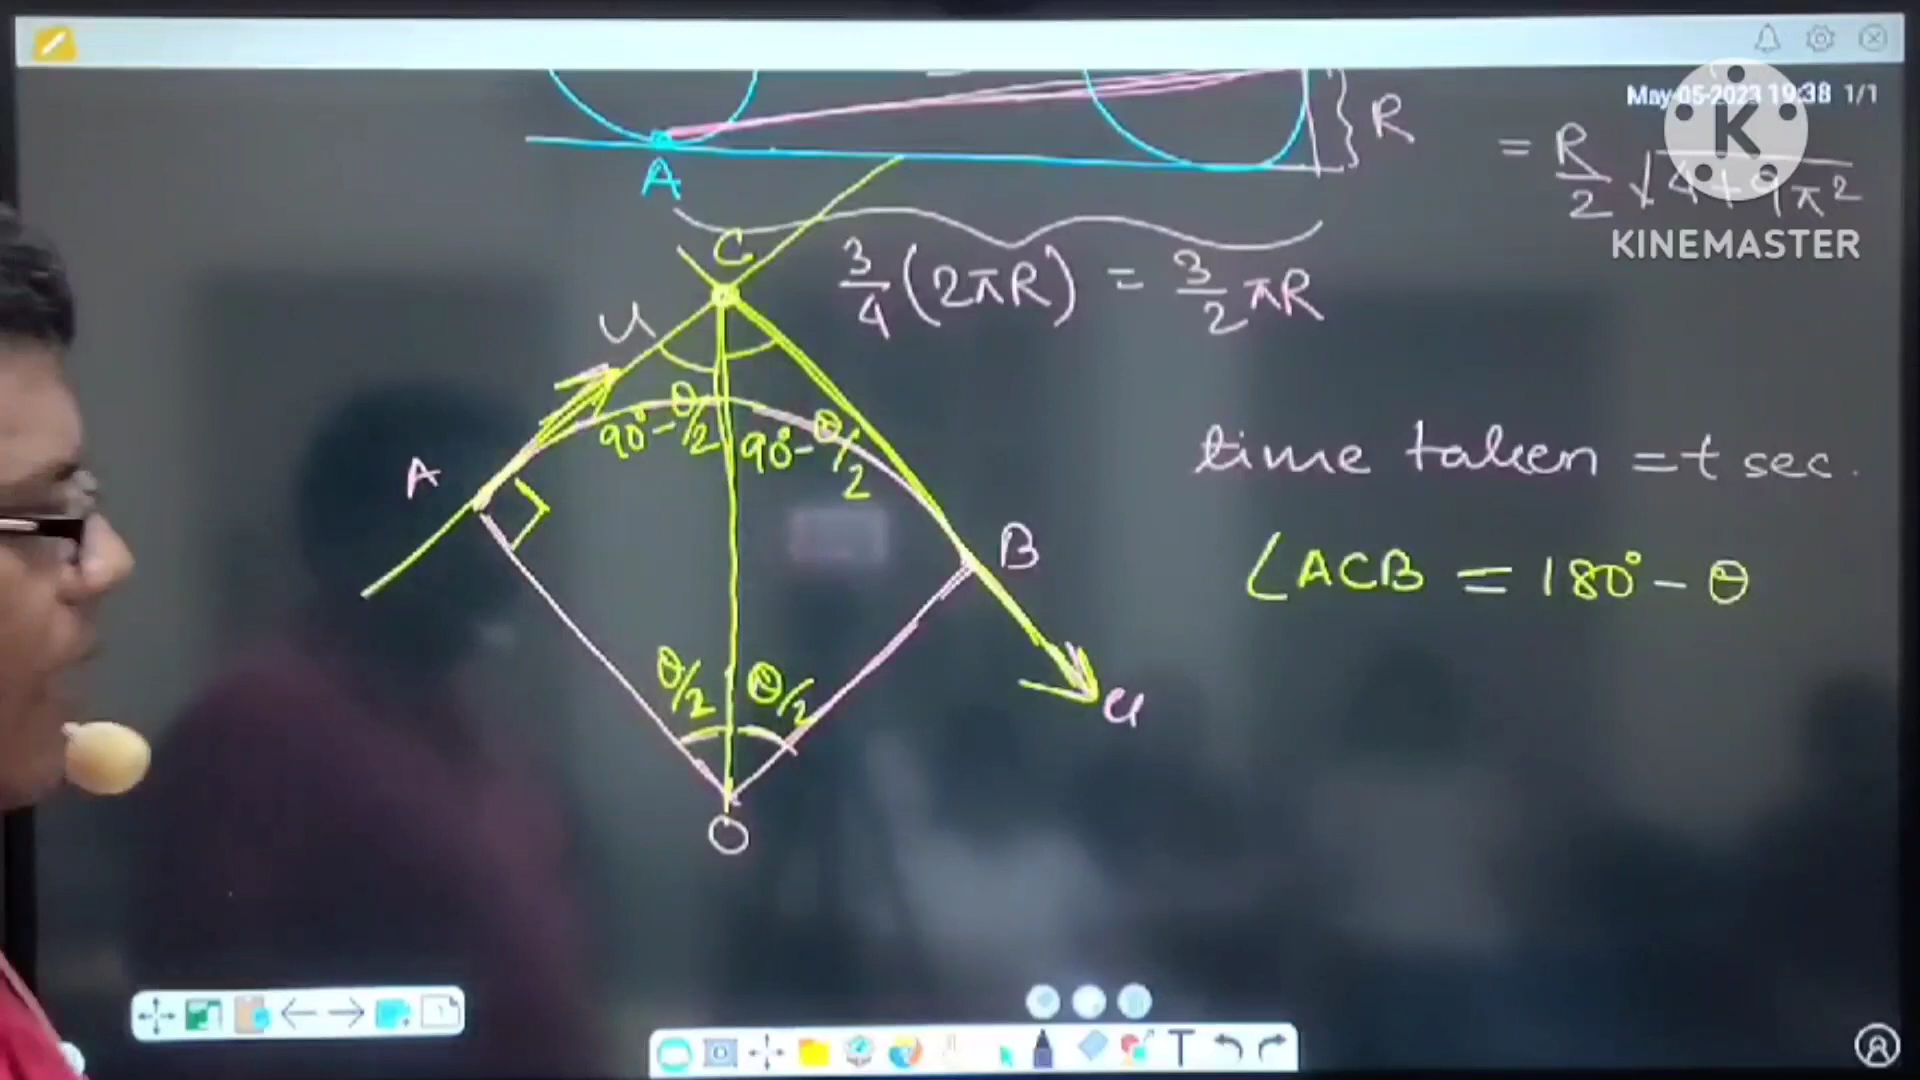 May-05-2023 19:38 1/1
R
= R/2 √4+9π²
KINEMASTER
A
C
3/4 (2πR) = 3/2 πR
u
90° - θ/2
90° - θ/2
A
time taken = t sec.
B
∠ACB = 180° - θ
θ/2
θ/2
u
O